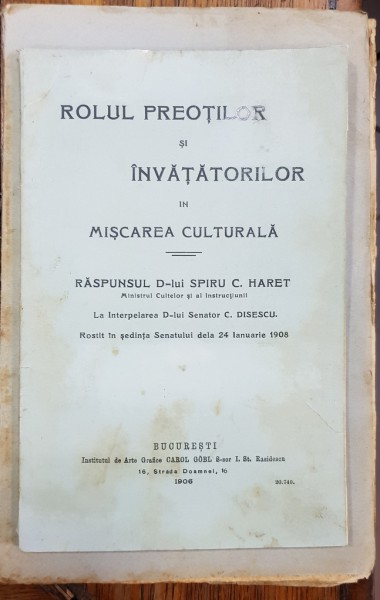 ROLUL PREOȚILOR
ȘI
ÎNVĂȚĂTORILOR
IN
MIȘCAREA CULTURALĂ
RĂSPUNSUL D-lui SPIRU C. HARET
Ministrul Cultelor și al Instrucțiunii
La Interpelarea D-lui Senator C. DISESCU.
Rostit în ședința Senatului dela 24 Ianuarie 1908
BUCUREȘTI
Institutul de Arte Grafice CAROL GÖBL S-sor I. St. Rasidescu
16, Strada Doamnei,
1906